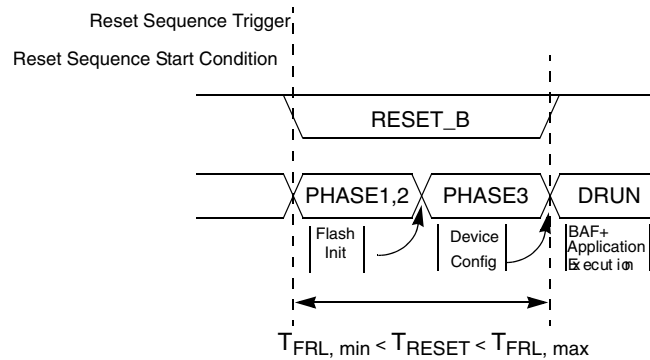 Reset Sequence Trigger
Reset Sequence Start Condition
RESET_B
PHASE1,2
PHASE3
DRUN
Flash
Init
Device
Config
BAF+
Application
Execution
TFRL, min < TRESET < TFRL, max